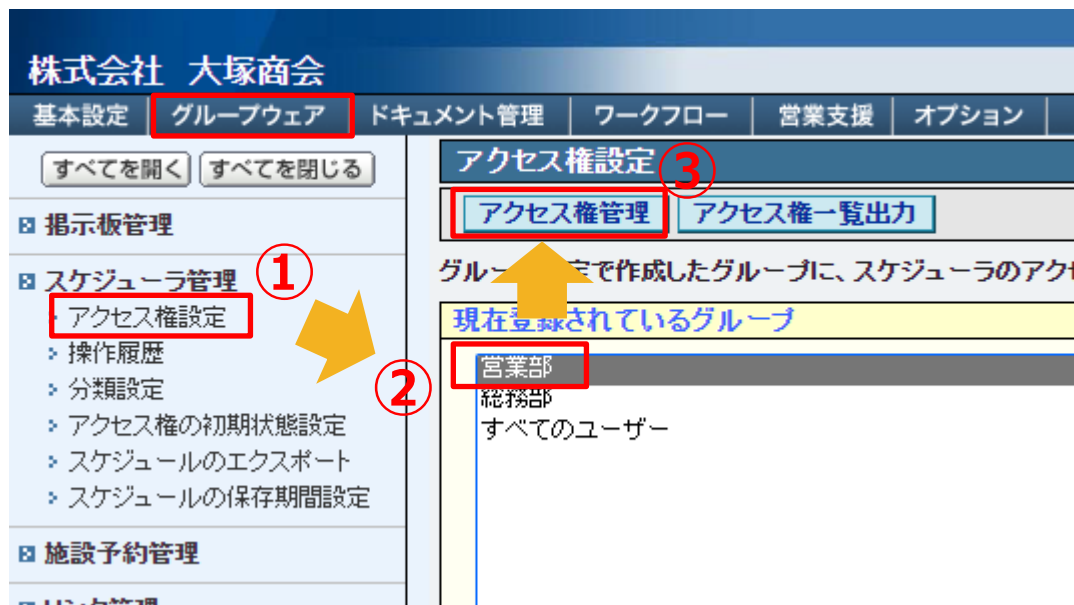 株式会社 大塚商会
基本設定 グループウェア ドキュメント管理 ワークフロー 営業支援 オプション
すべてを開く すべてを閉じる
掲示板管理
スケジューラ管理 ①
アクセス権設定
操作履歴
分類設定
アクセス権の初期状態設定
スケジュールのエクスポート
スケジュールの保存期間設定
施設予約管理
アクセス権設定 ③
アクセス権管理 アクセス権一覧出力
で作成したグループに、スケジューラのアク
現在登録されているグループ
② 営業部
総務部
すべてのユーザー